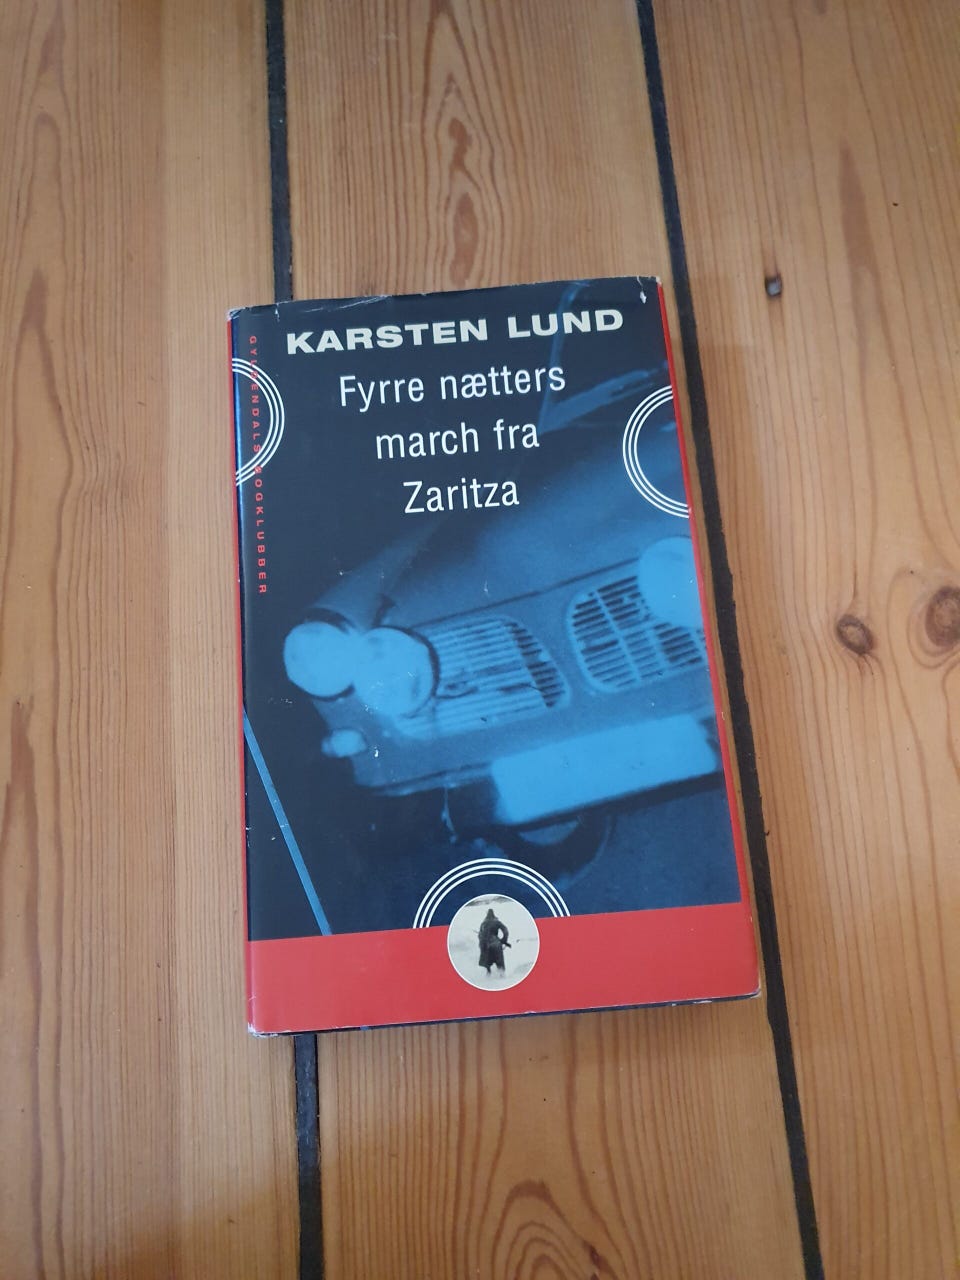 KARSTEN LUND
Fyrre nætters
march fra
Zaritza
GYLDENDALS BOGKLUBBER